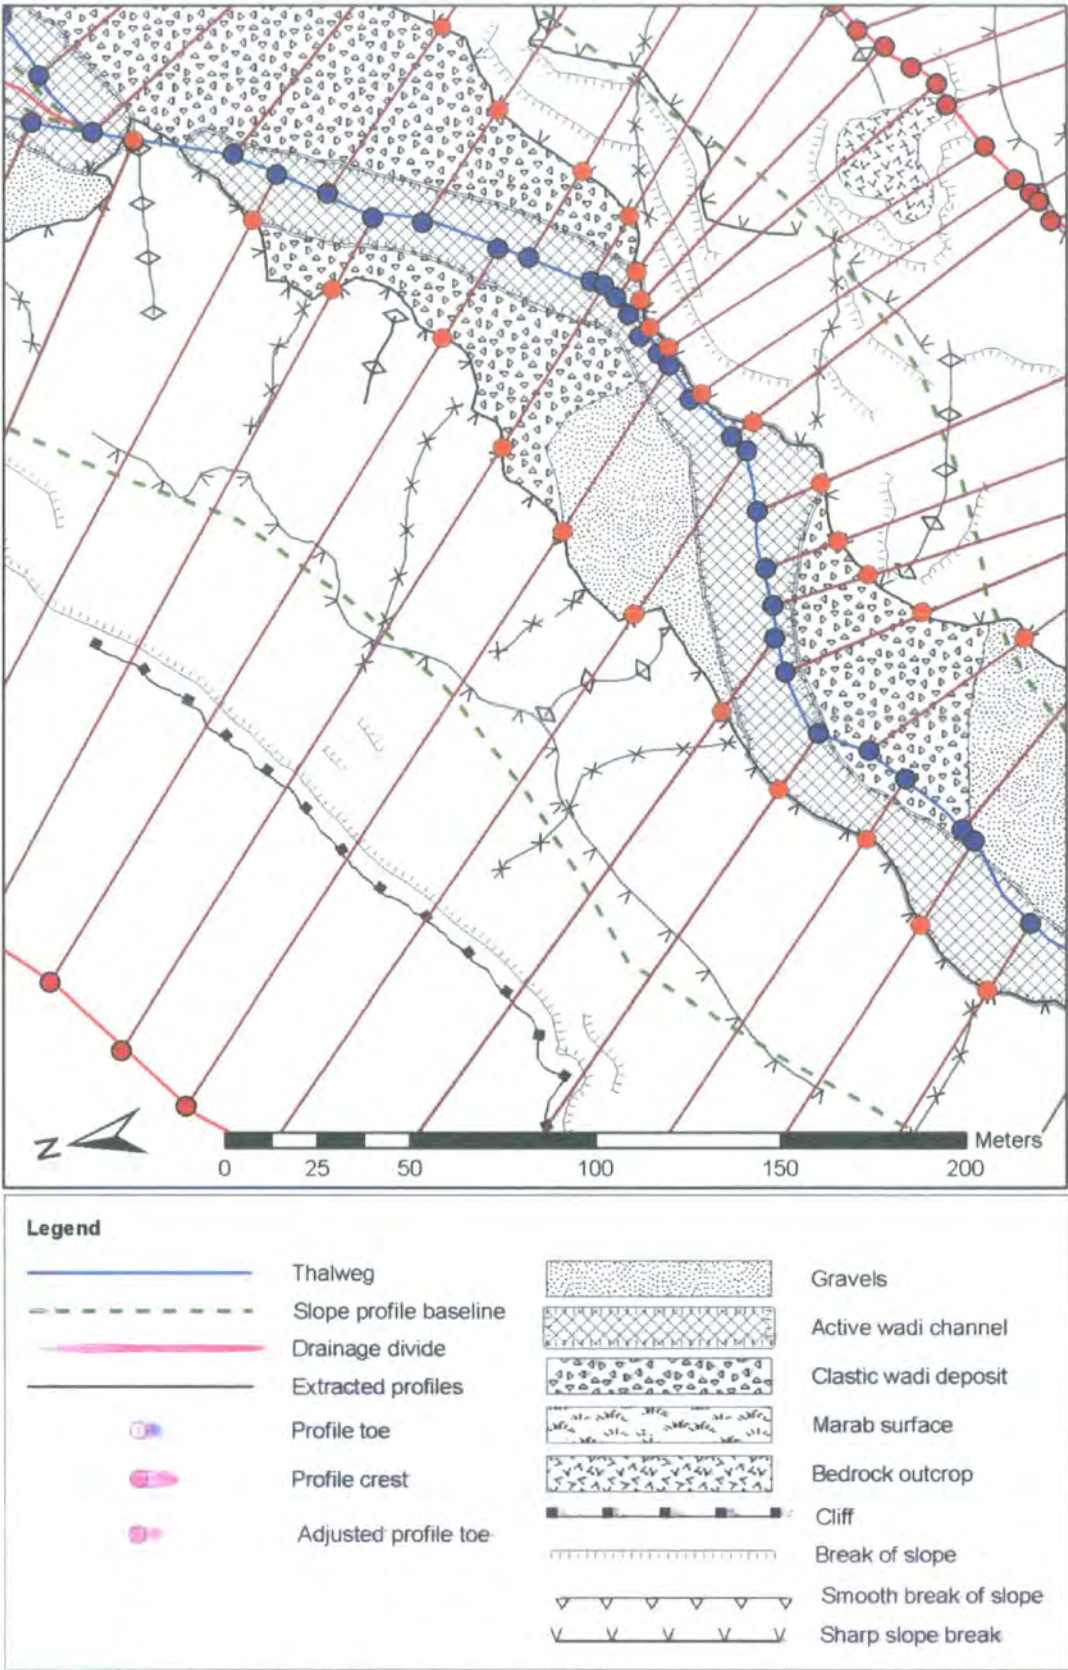 N
Meters
0 25 50 100 150 200
Legend
Thalweg
Slope profile baseline
Drainage divide
Extracted profiles
Profile toe
Profile crest
Adjusted profile toe
Gravels
Active wadi channel
Clastic wadi deposit
Marab surface
Bedrock outcrop
Cliff
Break of slope
Smooth break of slope
Sharp slope break